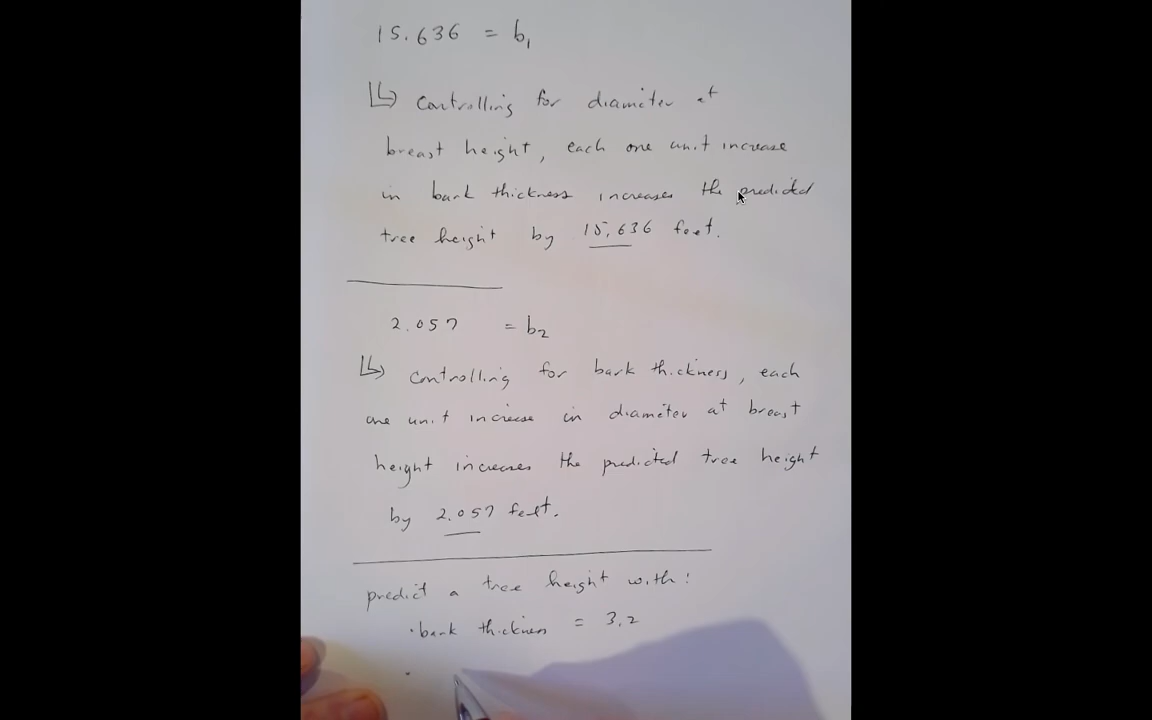 15.636 = b1
↳ Controlling for diameter at
breast height, each one unit increase
in bark thickness increases the predicted
tree height by 15.636 feet.
2.057 = b2
↳ controlling for bark thickness, each
one unit increase in diameter at breast
height increases the predicted tree height
by 2.057 feet.
predict a tree height with:
• bark thickness = 3.2
•